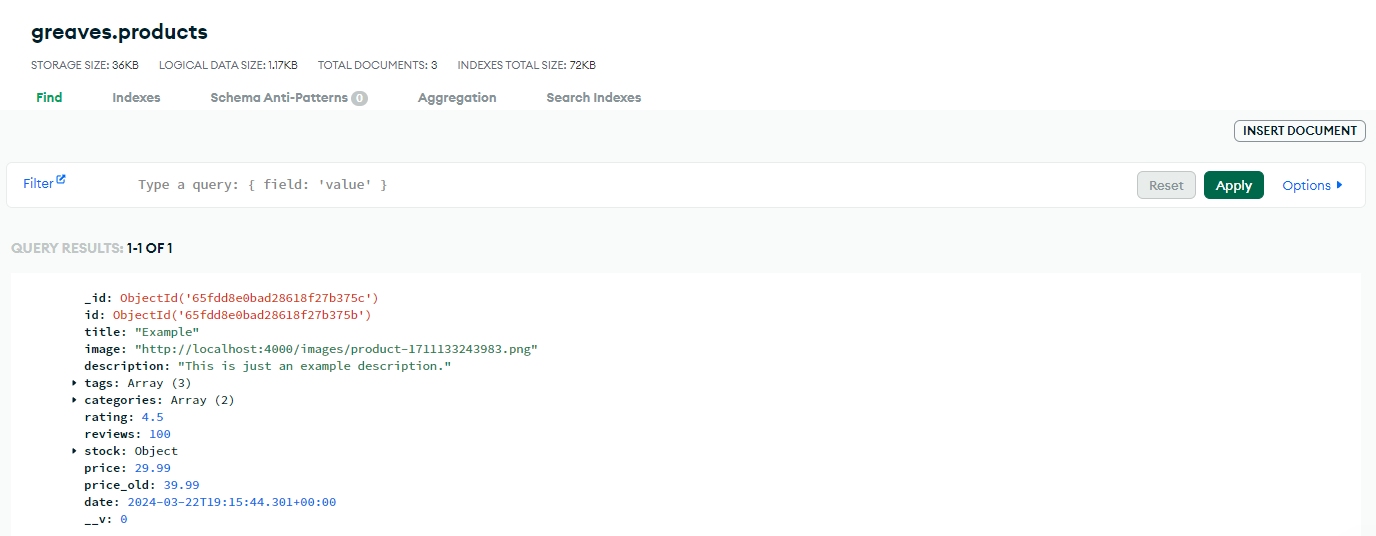 greaves.products
STORAGE SIZE: 36KB LOGICAL DATA SIZE: 1.17KB TOTAL DOCUMENTS: 3 INDEXES TOTAL SIZE: 72KB
Find Indexes Schema Anti-Patterns 0 Aggregation Search Indexes
INSERT DOCUMENT
Filter Type a query: { field: 'value' } Reset Apply Options
QUERY RESULTS: 1-1 OF 1
_id: ObjectId('65fdd8e0bad28618f27b375c')
id: ObjectId('65fdd8e0bad28618f27b375b')
title: "Example"
image: "http://localhost:4000/images/product-1711133243983.png"
description: "This is just an example description."
tags: Array (3)
categories: Array (2)
rating: 4.5
reviews: 100
stock: Object
price: 29.99
price_old: 39.99
date: 2024-03-22T19:15:44.301+00:00
__v: 0